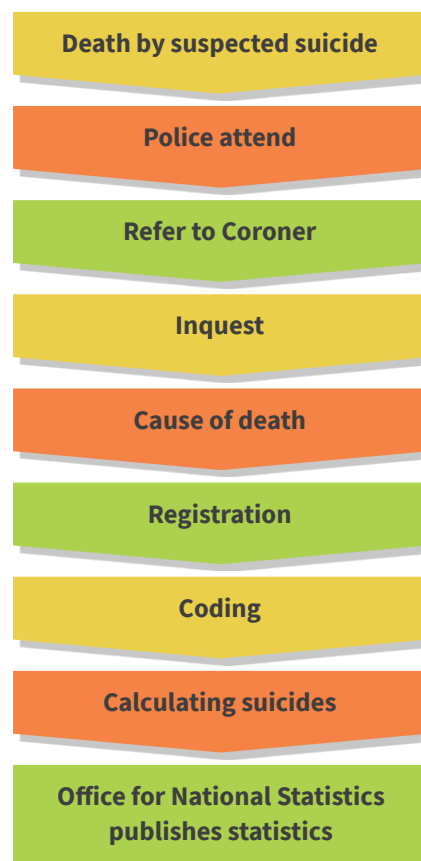 Death by suspected suicide
Police attend
Refer to Coroner
Inquest
Cause of death
Registration
Coding
Calculating suicides
Office for National Statistics
publishes statistics